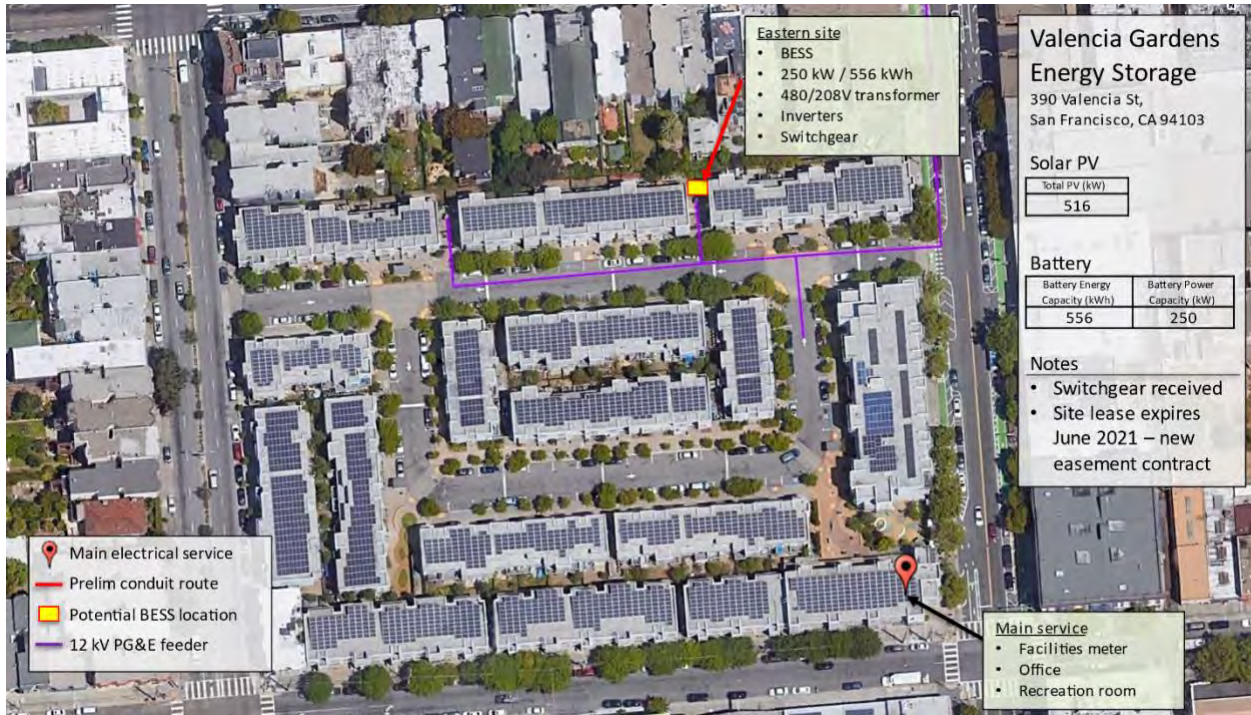 Eastern site
• BESS
• 250 kW / 556 kWh
• 480/208V transformer
• Inverters
• Switchgear
Valencia Gardens
Energy Storage
390 Valencia St,
San Francisco, CA 94103
Solar PV
Total PV (kW)
516
Battery
Battery Energy Capacity (kWh)
Battery Power Capacity (kW)
556
250
Notes
• Switchgear received
• Site lease expires
June 2021 – new
easement contract
Main electrical service
Prelim conduit route
Potential BESS location
12 kV PG&E feeder
Main service
• Facilities meter
• Office
• Recreation room